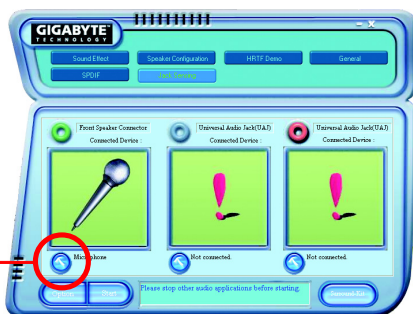 GIGABYTE
TECHNOLOGY
Sound Effect
Speaker Configuration
HRTF Demo
General
SPDIF
Jack Sensing
Front Speaker Connector
Connected Device :
Universal Audio Jack(UAJ)
Connected Device :
Universal Audio Jack(UAJ)
Connected Device :
Microphone
Not connected.
Not connected.
Start
Please stop other audio applications before starting.